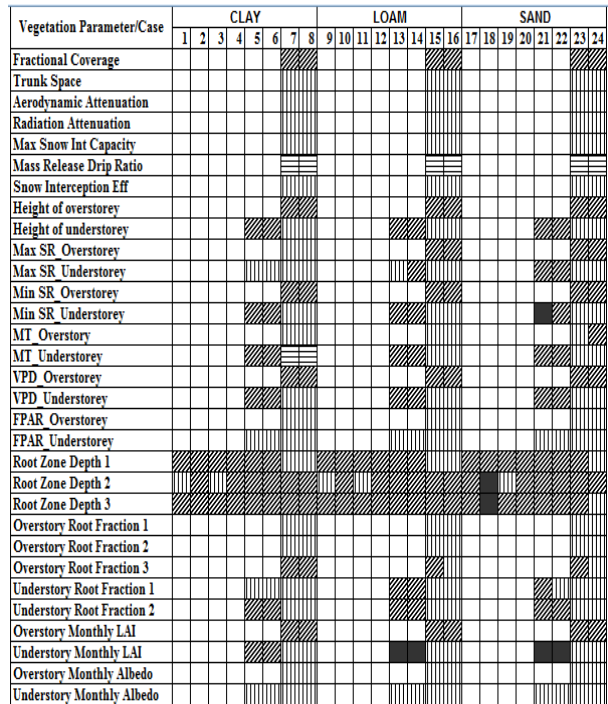 Vegetation Parameter/Case CLAY LOAM SAND
1 2 3 4 5 6 7 8 9 10 11 12 13 14 15 16 17 18 19 20 21 22 23 24
Fractional Coverage
Trunk Space
Aerodynamic Attenuation
Radiation Attenuation
Max Snow Int Capacity
Mass Release Drip Ratio
Snow Interception Eff
Height of overstorey
Height of understorey
Max SR_Overstorey
Max SR_Understorey
Min SR_Overstorey
Min SR_Understorey
MT_Overstory
MT_Understorey
VPD_Overstorey
VPD_Understorey
FPAR_Overstorey
FPAR_Understorey
Root Zone Depth 1
Root Zone Depth 2
Root Zone Depth 3
Overstory Root Fraction 1
Overstory Root Fraction 2
Overstory Root Fraction 3
Understory Root Fraction 1
Understory Root Fraction 2
Overstory Monthly LAI
Understory Monthly LAI
Overstory Monthly Albedo
Understory Monthly Albedo